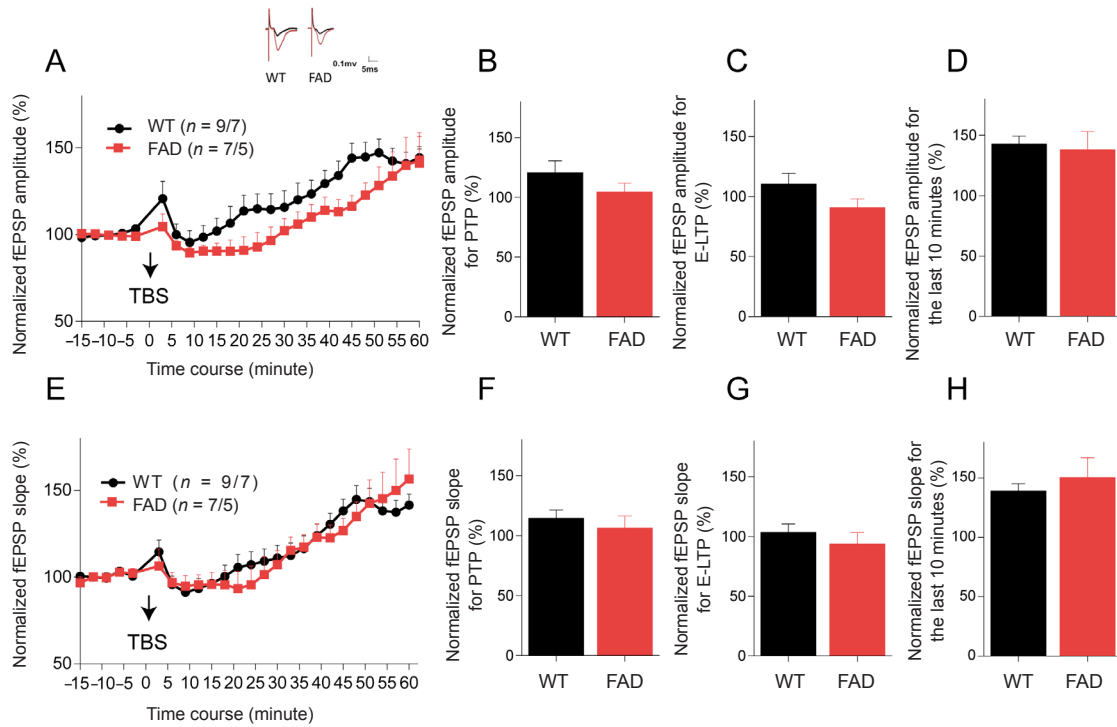 A
0.1mv
5ms
WT FAD
Normalized fEPSP amplitude (%)
150
100
50
WT (n = 9/7)
FAD (n = 7/5)
TBS
–15 –10 –5 0 5 10 15 20 25 30 35 40 45 50 55 60
Time course (minute)
B
Normalized fEPSP amplitude
for PTP (%)
150
100
50
0
WT FAD
C
Normalized fEPSP amplitude for
E-LTP (%)
150
100
50
0
WT FAD
D
Normalized fEPSP amplitude for
the last 10 minutes (%)
150
100
50
0
WT FAD
E
Normalized fEPSP slope (%)
150
100
50
WT (n = 9/7)
FAD (n = 7/5)
TBS
–15 –10 –5 0 5 10 15 20 25 30 35 40 45 50 55 60
Time course (minute)
F
Normalized fEPSP slope
for PTP (%)
150
100
50
0
WT FAD
G
Normalized fEPSP slope
for E-LTP (%)
150
100
50
0
WT FAD
H
Normalized fEPSP slope for
the last 10 minutes (%)
150
100
50
0
WT FAD